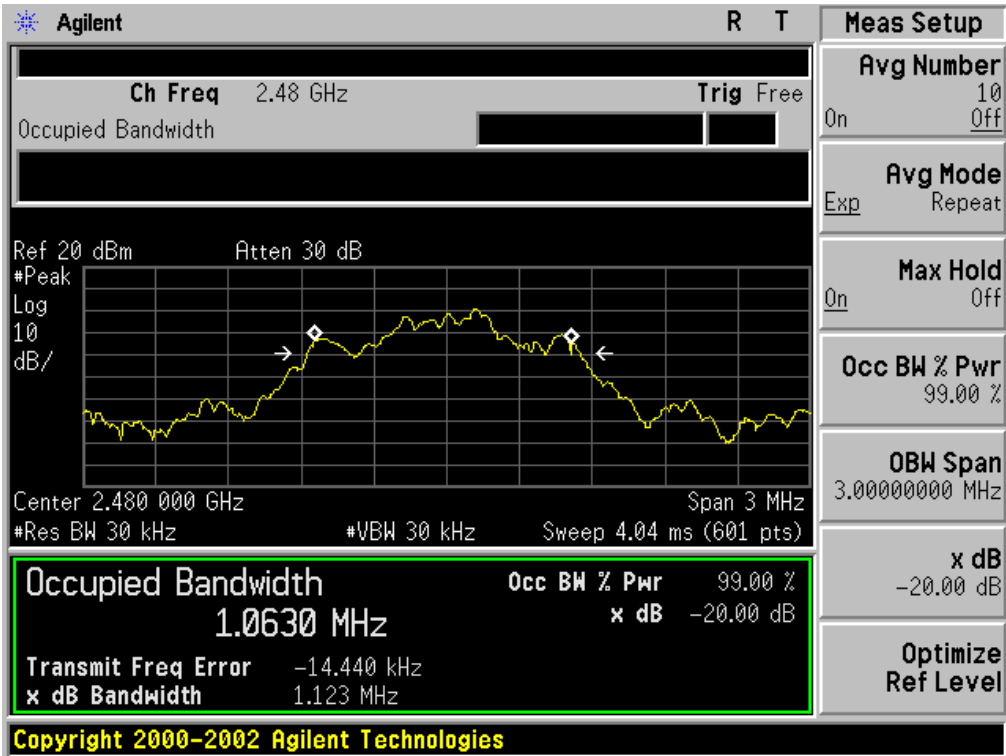 Agilent R T
Ch Freq 2.48 GHz Trig Free
Occupied Bandwidth
Ref 20 dBm Atten 30 dB
#Peak
Log
10
dB/
Center 2.480 000 GHz Span 3 MHz
#Res BW 30 kHz #VBW 30 kHz Sweep 4.04 ms (601 pts)
Occupied Bandwidth Occ BW % Pwr 99.00 %
1.0630 MHz x dB -20.00 dB
Transmit Freq Error -14.440 kHz
x dB Bandwidth 1.123 MHz
Copyright 2000-2002 Agilent Technologies
Meas Setup
Avg Number
10
On Off
Avg Mode
Exp Repeat
Max Hold
On Off
Occ BW % Pwr
99.00 %
OBW Span
3.00000000 MHz
x dB
-20.00 dB
Optimize
Ref Level